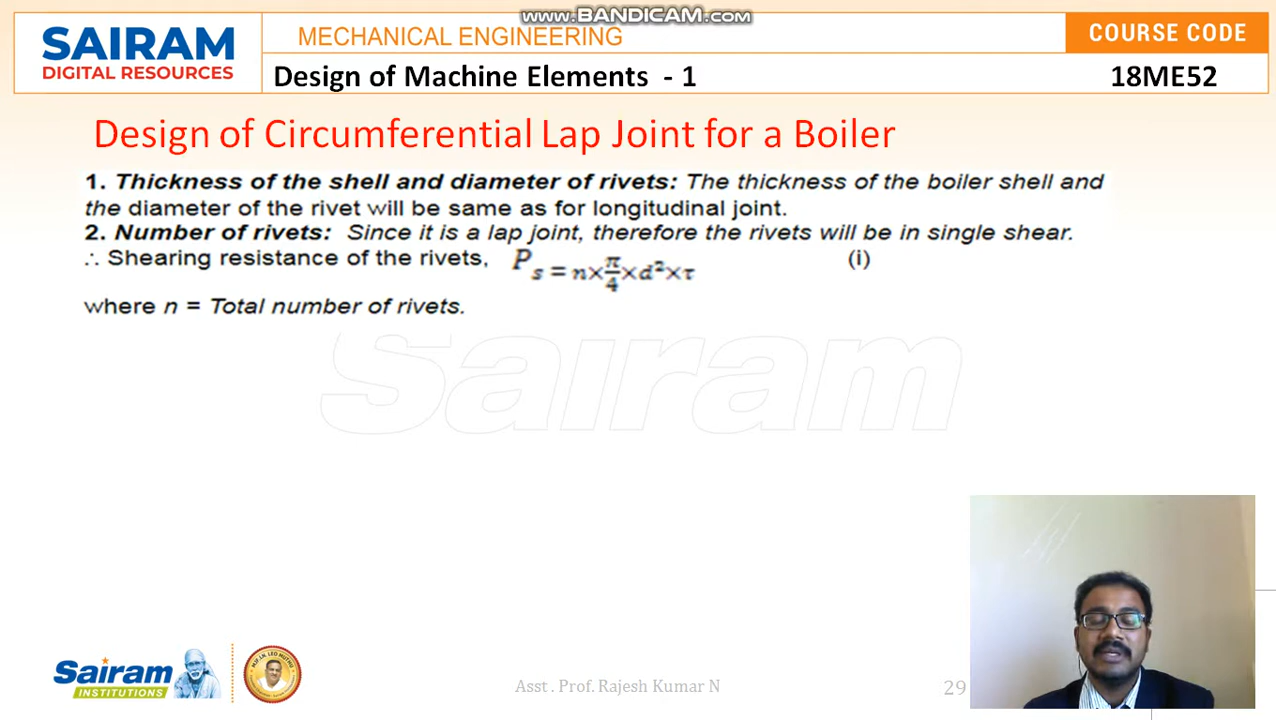 www.BANDICAM.com
SAIRAM
DIGITAL RESOURCES
MECHANICAL ENGINEERING
COURSE CODE
Design of Machine Elements - 1
18ME52
Design of Circumferential Lap Joint for a Boiler
1. Thickness of the shell and diameter of rivets: The thickness of the boiler shell and
the diameter of the rivet will be same as for longitudinal joint.
2. Number of rivets: Since it is a lap joint, therefore the rivets will be in single shear.
∴ Shearing resistance of the rivets, Pₛ = n×π/4×d²×τ (i)
where n = Total number of rivets.
Sairam
Sairam
INSTITUTIONS
Asst . Prof. Rajesh Kumar N
29